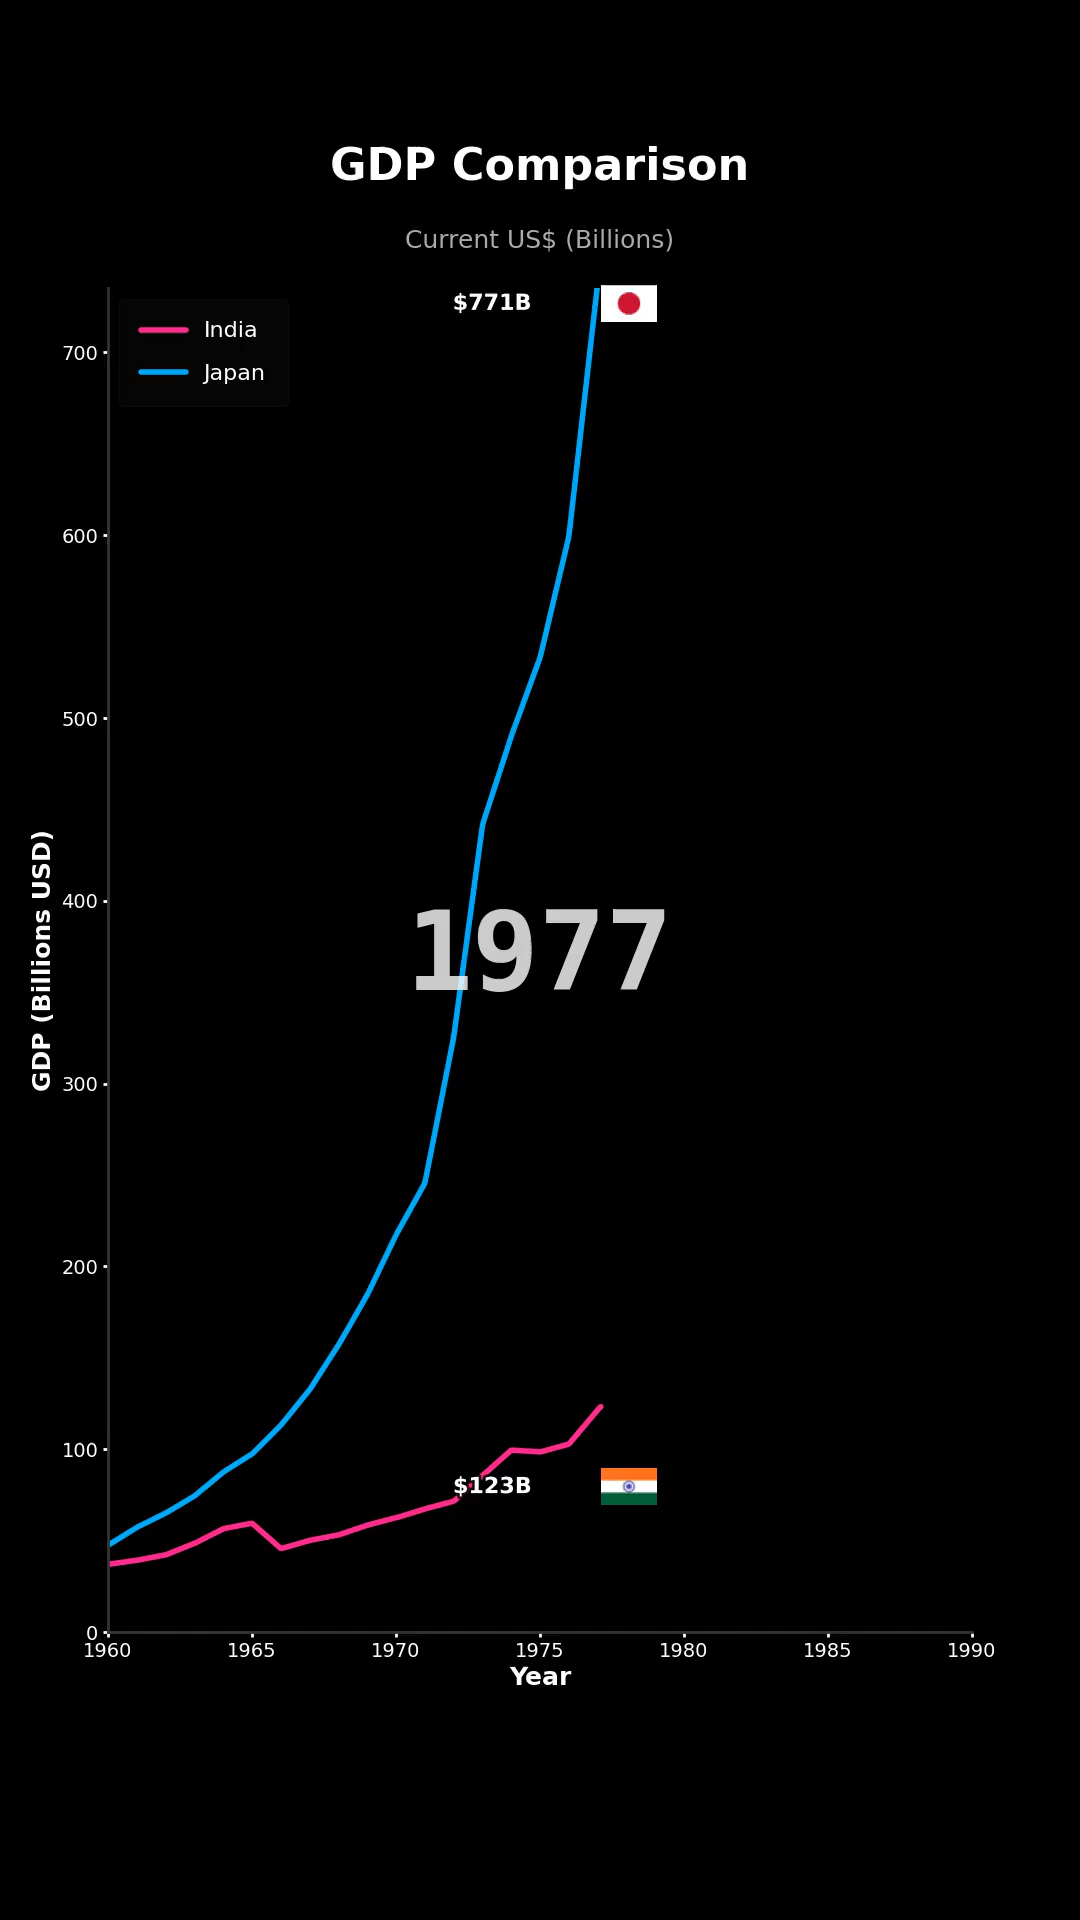 GDP Comparison
Current US$ (Billions)
$771B
India
Japan
700
600
500
400
300
200
100
0
GDP (Billions USD)
1977
$123B
1960 1965 1970 1975 1980 1985 1990
Year